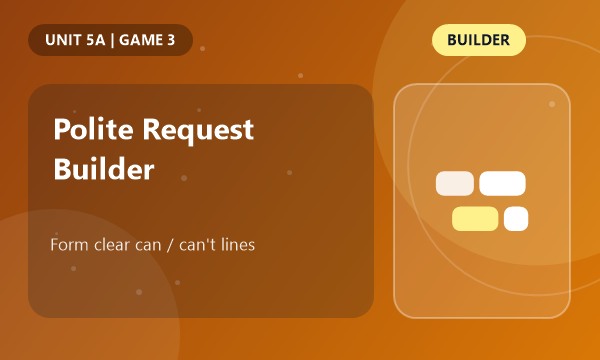 UNIT 5A | GAME 3
BUILDER
Polite Request
Builder
Form clear can / can't lines